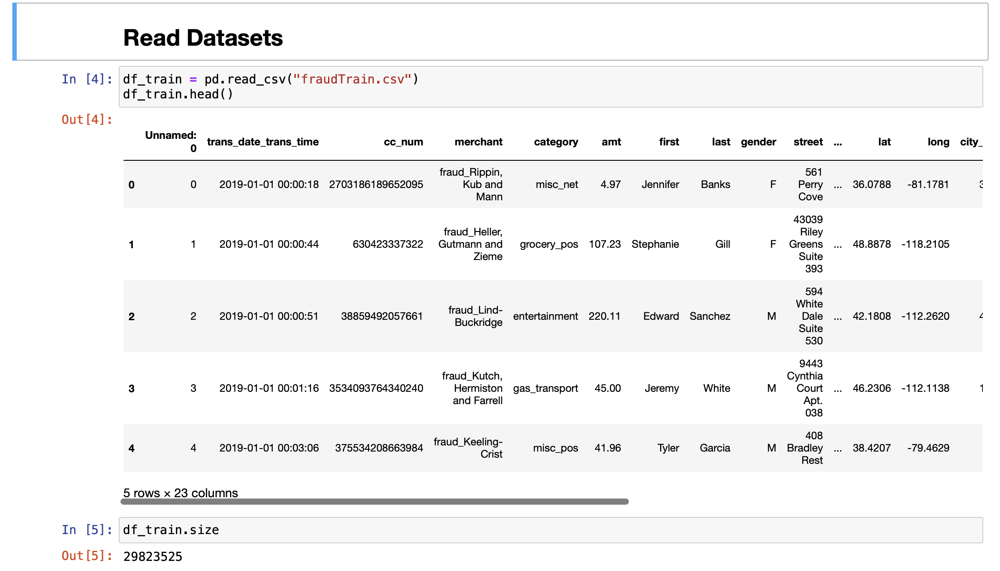 Read Datasets
In [4]: df_train = pd.read_csv("fraudTrain.csv")
df_train.head()
Out[4]:
Unnamed: 0 trans_date_trans_time cc_num merchant category amt first last gender street ... lat long city_
0 0 2019-01-01 00:00:18 2703186189652095 fraud_Rippin, Kub and Mann misc_net 4.97 Jennifer Banks F 561 Perry Cove ... 36.0788 -81.1781 3
1 1 2019-01-01 00:00:44 630423337322 fraud_Heller, Gutmann and Zieme grocery_pos 107.23 Stephanie Gill F 43039 Riley Greens Suite 393 ... 48.8878 -118.2105
2 2 2019-01-01 00:00:51 38859492057661 fraud_Lind-Buckridge entertainment 220.11 Edward Sanchez M 594 White Dale Suite 530 ... 42.1808 -112.2620 4
3 3 2019-01-01 00:01:16 3534093764340240 fraud_Kutch, Hermiston and Farrell gas_transport 45.00 Jeremy White M 9443 Cynthia Court Apt. 038 ... 46.2306 -112.1138 1
4 4 2019-01-01 00:03:06 375534208663984 fraud_Keeling-Crist misc_pos 41.96 Tyler Garcia M 408 Bradley Rest ... 38.4207 -79.4629
5 rows × 23 columns
In [5]: df_train.size
Out[5]: 29823525